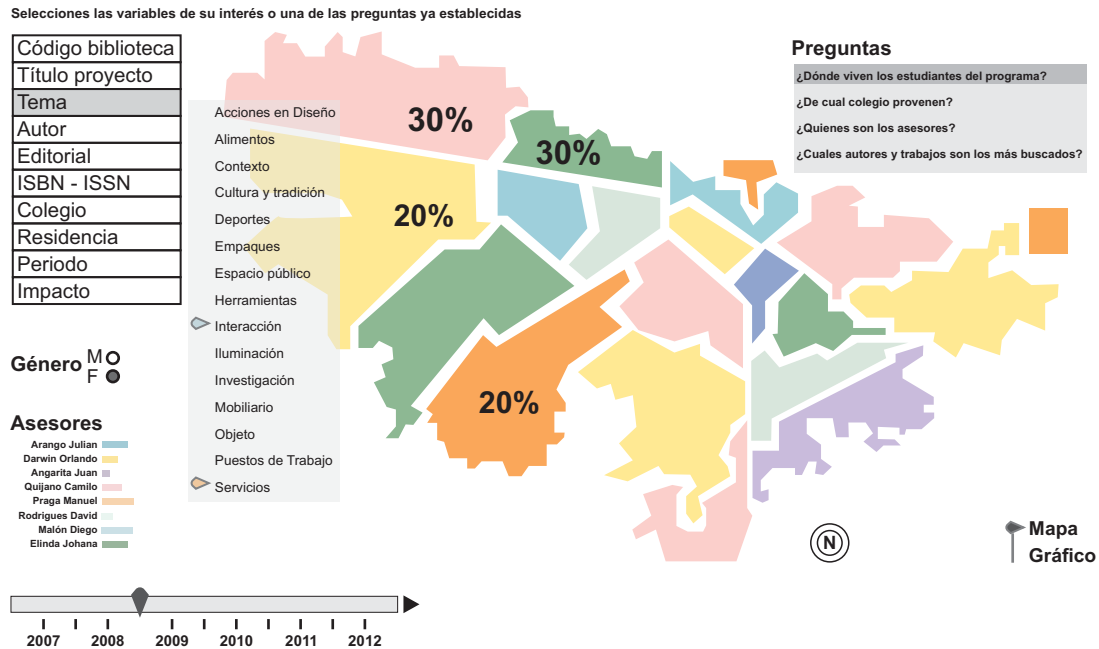 Selecciones las variables de su interés o una de las preguntas ya establecidas
Código biblioteca
Título proyecto
Tema
Autor
Editorial
ISBN - ISSN
Colegio
Residencia
Periodo
Impacto
Género M
F
Asesores
Arango Julian
Darwin Orlando
Angarita Juan
Quijano Camilo
Praga Manuel
Rodrigues David
Malón Diego
Elinda Johana
Acciones en Diseño
Alimentos
Contexto
Cultura y tradición
Deportes
Empaques
Espacio público
Herramientas
Interacción
Iluminación
Investigación
Mobiliario
Objeto
Puestos de Trabajo
Servicios
30%
30%
20%
20%
Preguntas
¿Dónde viven los estudiantes del programa?
¿De cual colegio provenen?
¿Quienes son los asesores?
¿Cuales autores y trabajos son los más buscados?
N
Mapa
Gráfico
2007 2008 2009 2010 2011 2012